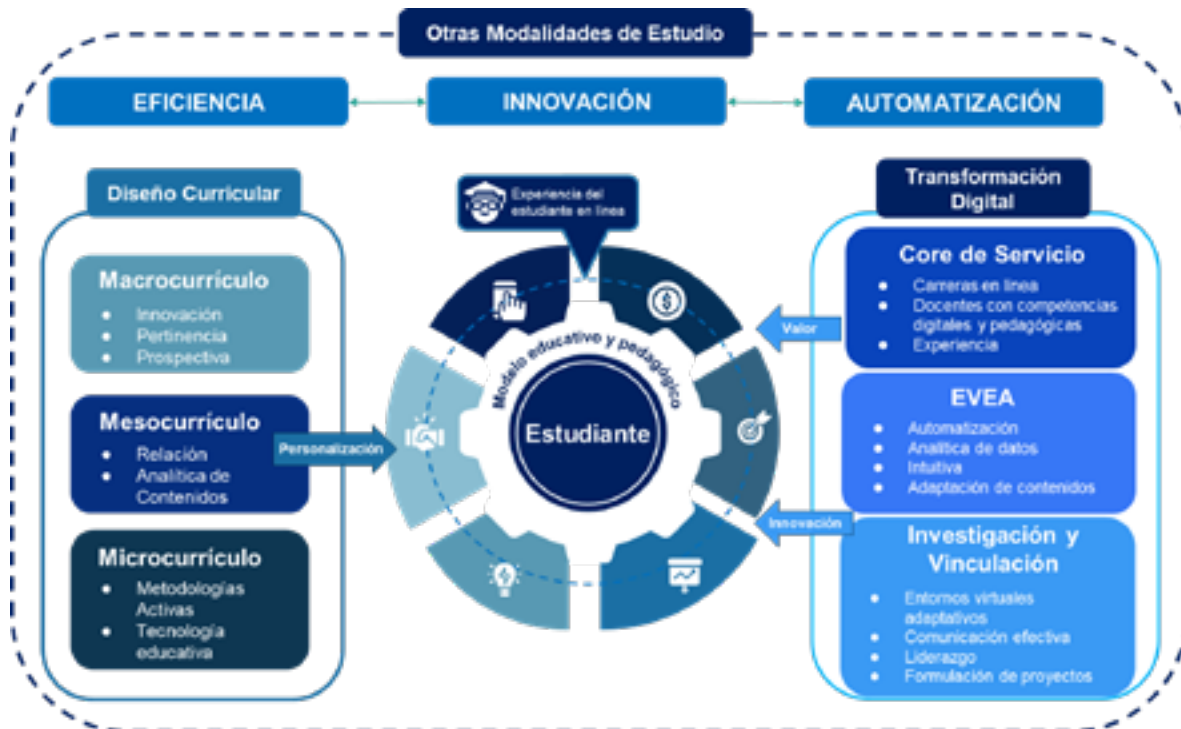 Otras Modalidades de Estudio
EFICIENCIA
INNOVACIÓN
AUTOMATIZACIÓN
Diseño Curricular
Macrocurrículo
● Innovación
● Pertinencia
● Prospectiva
Mesocurrículo
● Relación
● Analítica de
Contenidos
Microcurrículo
● Metodologías
Activas
● Tecnología
educativa
Personalización
Experiencia del
estudiante en línea
Modelo educativo y pedagógico
Estudiante
Valor
Innovación
Transformación
Digital
Core de Servicio
● Carreras en línea
● Docentes con competencias
digitales y pedagógicas
● Experiencia
EVEA
● Automatización
● Analítica de datos
● Intuitiva
● Adaptación de contenidos
Investigación y
Vinculación
● Entornos virtuales
adaptativos
● Comunicación efectiva
● Liderazgo
● Formulación de proyectos